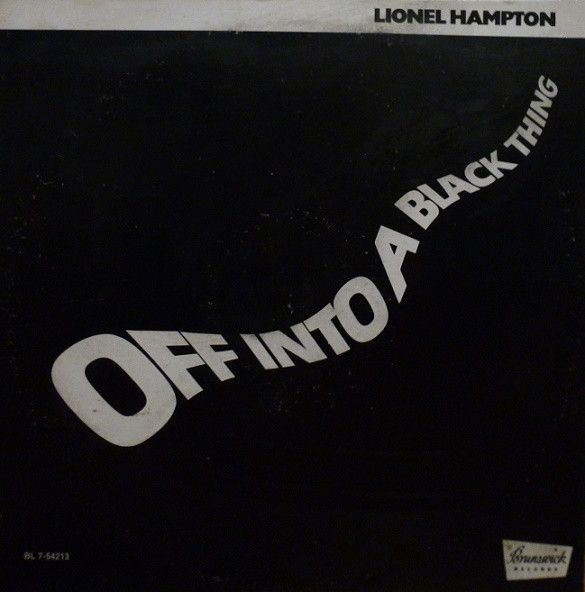 LIONEL HAMPTON
OFF INTO A BLACK THING
BL 7-54213
Brunswick
RECORDS